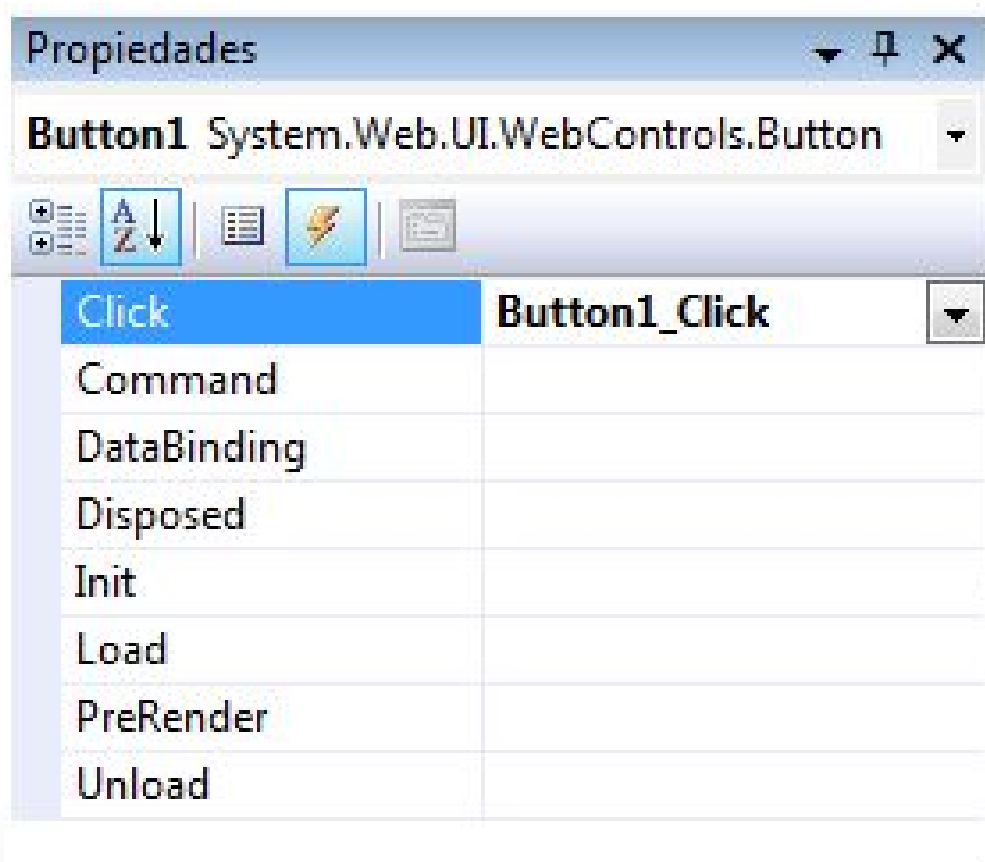 Propiedades
Button1 System.Web.UI.WebControls.Button
A
Z
Click Button1_Click
Command
DataBinding
Disposed
Init
Load
PreRender
Unload